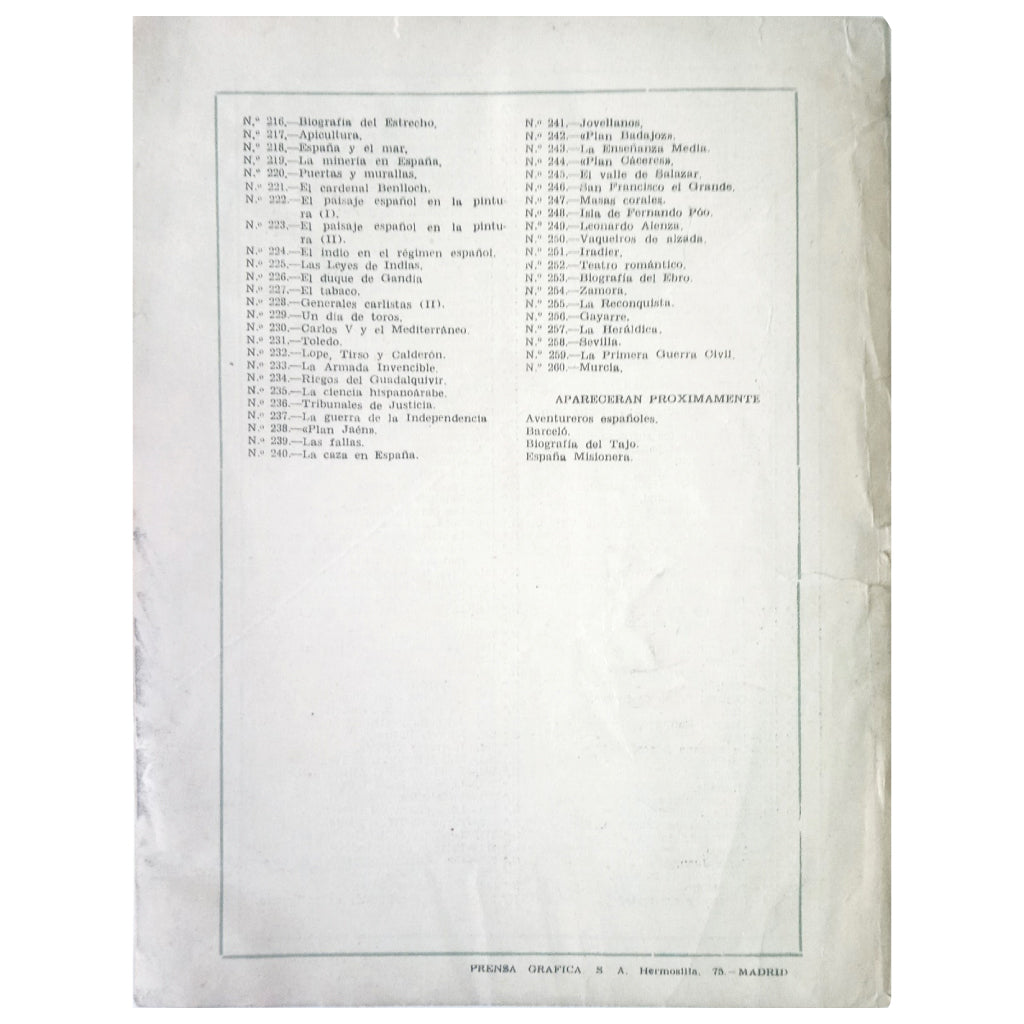 N.º 216.—Biografía del Estrecho.
N.º 217.—Apicultura.
N.º 218.—España y el mar.
N.º 219.—La minería en España.
N.º 220.—Puertas y murallas.
N.º 221.—El cardenal Benlloch.
N.º 222.—El paisaje español en la pintu-
ra (I).
N.º 223.—El paisaje español en la pintu-
ra (II).
N.º 224.—El indio en el régimen español.
N.º 225.—Las Leyes de Indias.
N.º 226.—El duque de Gandía
N.º 227.—El tabaco.
N.º 228.—Generales carlistas (II).
N.º 229.—Un día de toros.
N.º 230.—Carlos V y el Mediterráneo.
N.º 231.—Toledo.
N.º 232.—Lope, Tirso y Calderón.
N.º 233.—La Armada Invencible.
N.º 234.—Riegos del Guadalquivir.
N.º 235.—La ciencia hispanoárabe.
N.º 236.—Tribunales de Justicia.
N.º 237.—La guerra de la Independencia
N.º 238.—«Plan Jaén».
N.º 239.—Las fallas.
N.º 240.—La caza en España.
N.º 241.—Jovellanos.
N.º 242.—«Plan Badajoz».
N.º 243.—La Enseñanza Media.
N.º 244.—«Plan Cáceres».
N.º 245.—El valle de Salazar.
N.º 246.—San Francisco el Grande.
N.º 247.—Masas corales.
N.º 248.—Isla de Fernando Póo.
N.º 249.—Leonardo Alenza.
N.º 250.—Vaqueiros de alzada.
N.º 251.—Iradier.
N.º 252.—Teatro romántico.
N.º 253.—Biografía del Ebro.
N.º 254.—Zamora.
N.º 255.—La Reconquista.
N.º 256.—Gayarre.
N.º 257.—La Heráldica.
N.º 258.—Sevilla.
N.º 259.—La Primera Guerra Civil.
N.º 260.—Murcia.
APARECERAN PROXIMAMENTE
Aventureros españoles.
Barceló.
Biografía del Tajo.
España Misionera.
PRENSA GRAFICA S A. Hermosilla, 75.—MADRID